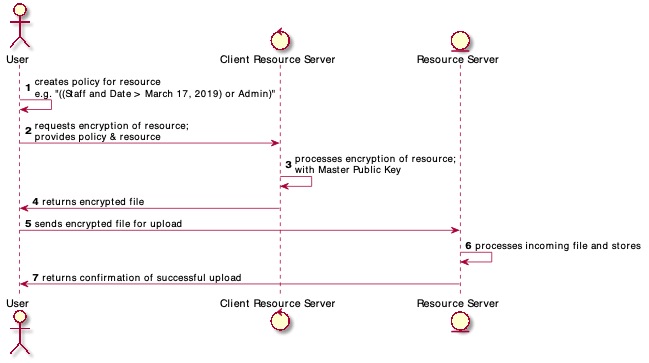 User
Client Resource Server
Resource Server
1 creates policy for resource
e.g. "((Staff and Date > March 17, 2019) or Admin)"
2 requests encryption of resource;
provides policy & resource
3 processes encryption of resource;
with Master Public Key
4 returns encrypted file
5 sends encrypted file for upload
6 processes incoming file and stores
7 returns confirmation of successful upload
User
Client Resource Server
Resource Server